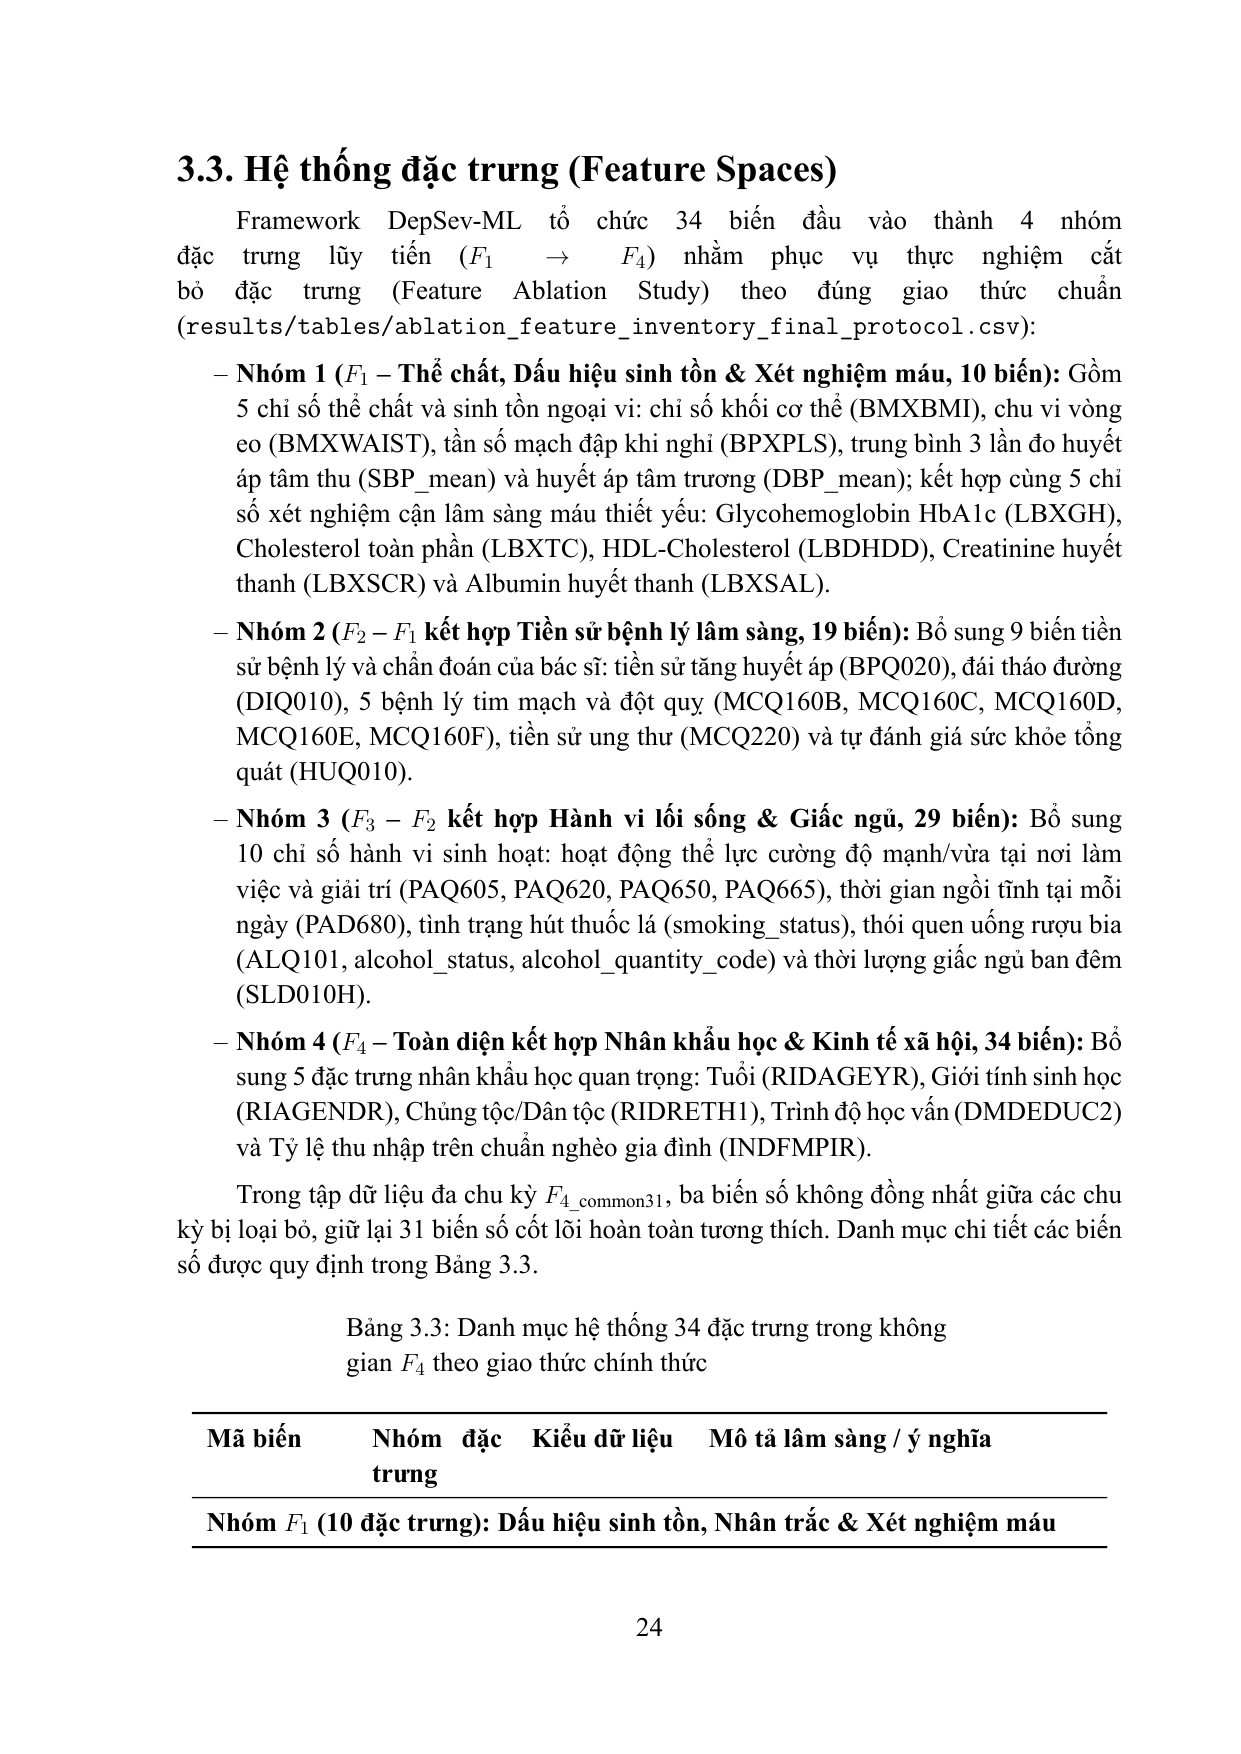 3.3. Hệ thống đặc trưng (Feature Spaces)
Framework DepSev-ML tổ chức 34 biến đầu vào thành 4 nhóm
đặc trưng lũy tiến (F₁ → F₄) nhằm phục vụ thực nghiệm cắt
bỏ đặc trưng (Feature Ablation Study) theo đúng giao thức chuẩn
(results/tables/ablation_feature_inventory_final_protocol.csv):
– Nhóm 1 (F₁ – Thể chất, Dấu hiệu sinh tồn & Xét nghiệm máu, 10 biến): Gồm
5 chỉ số thể chất và sinh tồn ngoại vi: chỉ số khối cơ thể (BMXBMI), chu vi vòng
eo (BMXWAIST), tần số mạch đập khi nghỉ (BPXPLS), trung bình 3 lần đo huyết
áp tâm thu (SBP_mean) và huyết áp tâm trương (DBP_mean); kết hợp cùng 5 chỉ
số xét nghiệm cận lâm sàng máu thiết yếu: Glycohemoglobin HbA1c (LBXGH),
Cholesterol toàn phần (LBXTC), HDL-Cholesterol (LBDHDD), Creatinine huyết
thanh (LBXSCR) và Albumin huyết thanh (LBXSAL).
– Nhóm 2 (F₂ – F₁ kết hợp Tiền sử bệnh lý lâm sàng, 19 biến): Bổ sung 9 biến tiền
sử bệnh lý và chẩn đoán của bác sĩ: tiền sử tăng huyết áp (BPQ020), đái tháo đường
(DIQ010), 5 bệnh lý tim mạch và đột quỵ (MCQ160B, MCQ160C, MCQ160D,
MCQ160E, MCQ160F), tiền sử ung thư (MCQ220) và tự đánh giá sức khỏe tổng
quát (HUQ010).
– Nhóm 3 (F₃ – F₂ kết hợp Hành vi lối sống & Giấc ngủ, 29 biến): Bổ sung
10 chỉ số hành vi sinh hoạt: hoạt động thể lực cường độ mạnh/vừa tại nơi làm
việc và giải trí (PAQ605, PAQ620, PAQ650, PAQ665), thời gian ngồi tĩnh tại mỗi
ngày (PAD680), tình trạng hút thuốc lá (smoking_status), thói quen uống rượu bia
(ALQ101, alcohol_status, alcohol_quantity_code) và thời lượng giấc ngủ ban đêm
(SLD010H).
– Nhóm 4 (F₄ – Toàn diện kết hợp Nhân khẩu học & Kinh tế xã hội, 34 biến): Bổ
sung 5 đặc trưng nhân khẩu học quan trọng: Tuổi (RIDAGEYR), Giới tính sinh học
(RIAGENDR), Chủng tộc/Dân tộc (RIDRETH1), Trình độ học vấn (DMDEDUC2)
và Tỷ lệ thu nhập trên chuẩn nghèo gia đình (INDFMPIR).
Trong tập dữ liệu đa chu kỳ F₄_common31, ba biến số không đồng nhất giữa các chu
kỳ bị loại bỏ, giữ lại 31 biến số cốt lõi hoàn toàn tương thích. Danh mục chi tiết các biến
số được quy định trong Bảng 3.3.
Bảng 3.3: Danh mục hệ thống 34 đặc trưng trong không
gian F₄ theo giao thức chính thức
Mã biến Nhóm đặc Kiểu dữ liệu Mô tả lâm sàng / ý nghĩa
trưng
Nhóm F₁ (10 đặc trưng): Dấu hiệu sinh tồn, Nhân trắc & Xét nghiệm máu
24